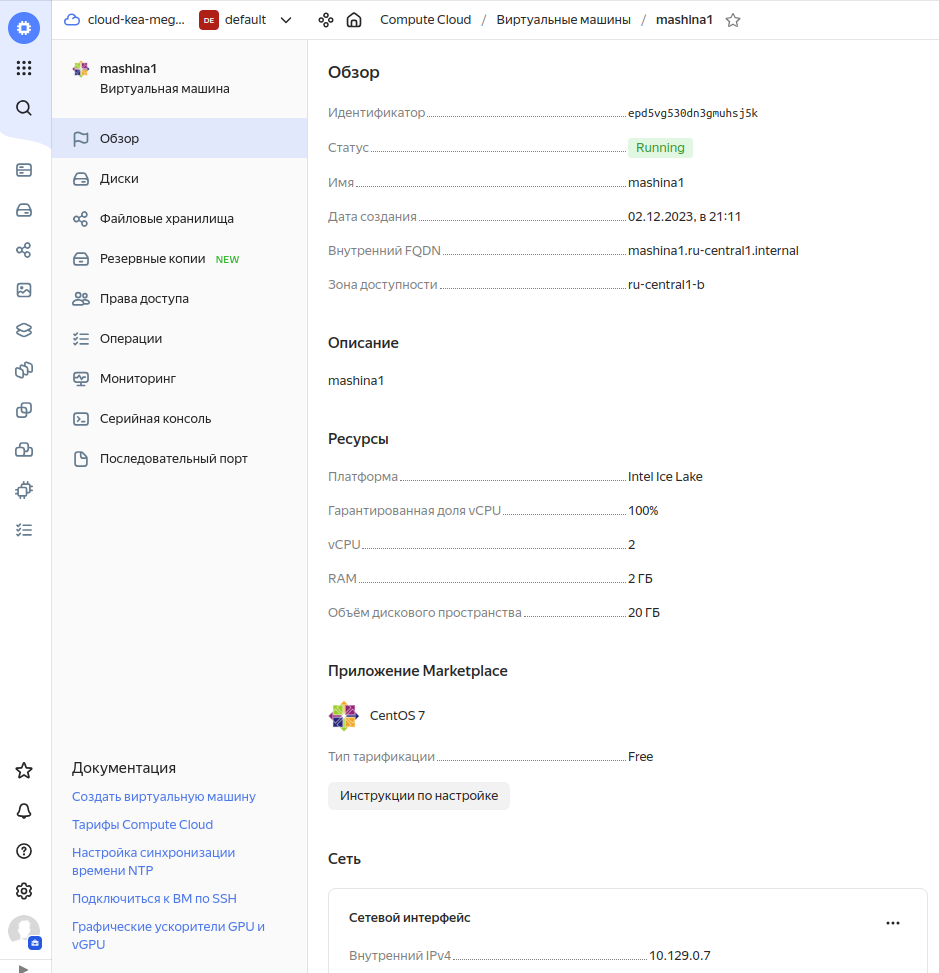 cloud-kea-meg... DE default Compute Cloud / Виртуальные машины / mashina1
mashina1
Виртуальная машина
Обзор
Диски
Файловые хранилища
Резервные копии NEW
Права доступа
Операции
Мониторинг
Серийная консоль
Последовательный порт
Документация
Создать виртуальную машину
Тарифы Compute Cloud
Настройка синхронизации
времени NTP
Подключиться к ВМ по SSH
Графические ускорители GPU и
vGPU
Обзор
Идентификатор epd5vg530dn3gmuhsj5k
Статус Running
Имя mashina1
Дата создания 02.12.2023, в 21:11
Внутренний FQDN mashina1.ru-central1.internal
Зона доступности ru-central1-b
Описание
mashina1
Ресурсы
Платформа Intel Ice Lake
Гарантированная доля vCPU 100%
vCPU 2
RAM 2 ГБ
Объём дискового пространства 20 ГБ
Приложение Marketplace
CentOS 7
Тип тарификации Free
Инструкции по настройке
Сеть
Сетевой интерфейс
Внутренний IPv4 10.129.0.7